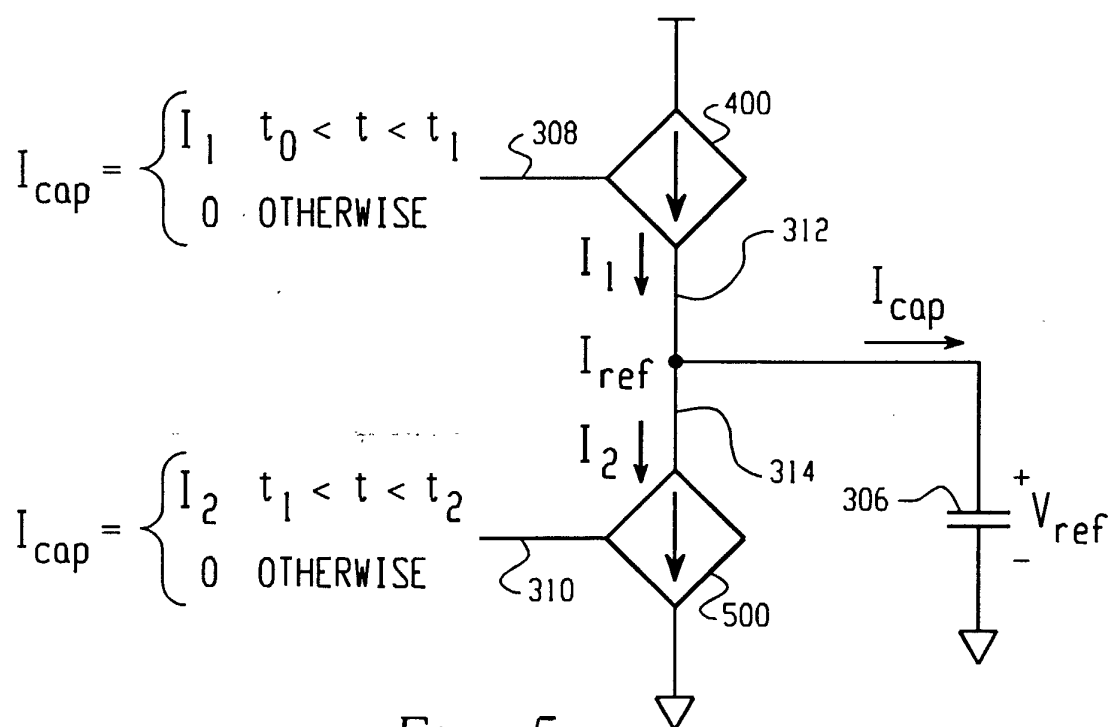 400
I_cap = { I_1 t_0 < t < t_1
308
0 OTHERWISE
312
I_1
I_cap
I_ref
I_2
314
I_cap = { I_2 t_1 < t < t_2
306
+
V_ref
-
0 OTHERWISE
310
500